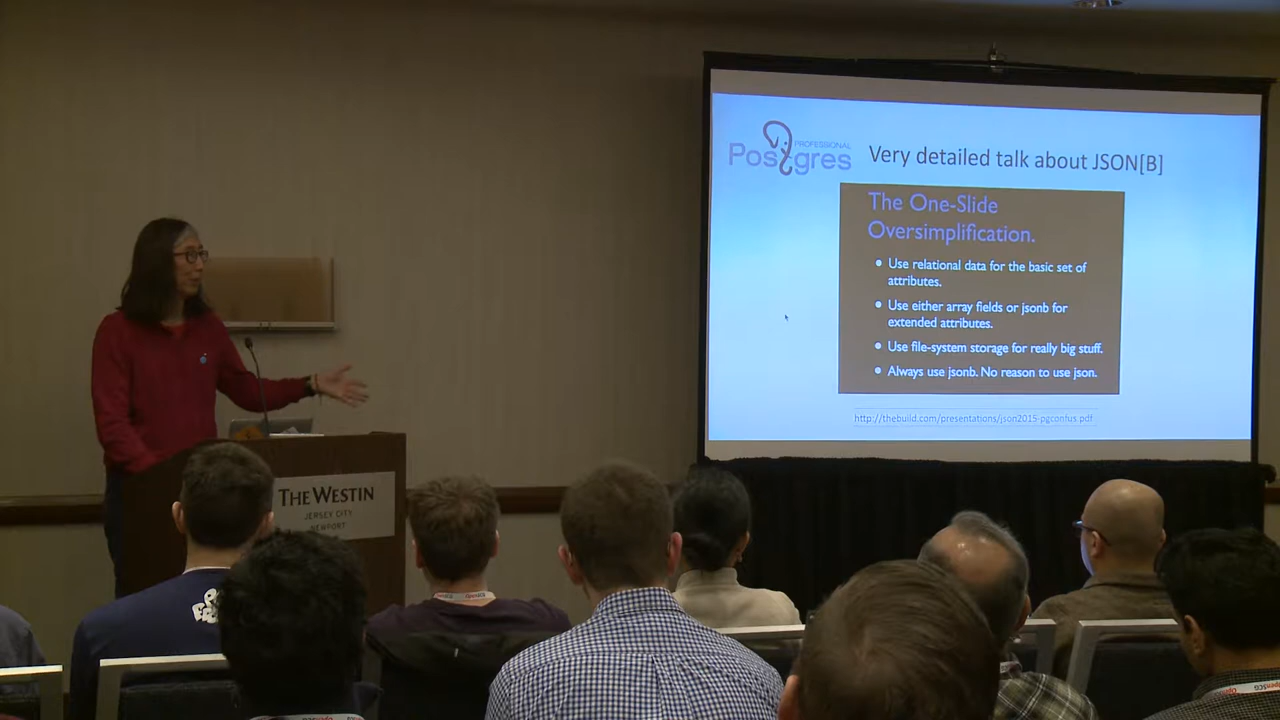 PROFESSIONAL
Postgres
Very detailed talk about JSON[B]
The One-Slide
Oversimplification.
• Use relational data for the basic set of
attributes.
• Use either array fields or jsonb for
extended attributes.
• Use file-system storage for really big stuff.
• Always use jsonb. No reason to use json.
http://thebuild.com/presentations/json2015-pgconfus.pdf
THE WESTIN
JERSEY CITY
NEWPORT
OpenSCG